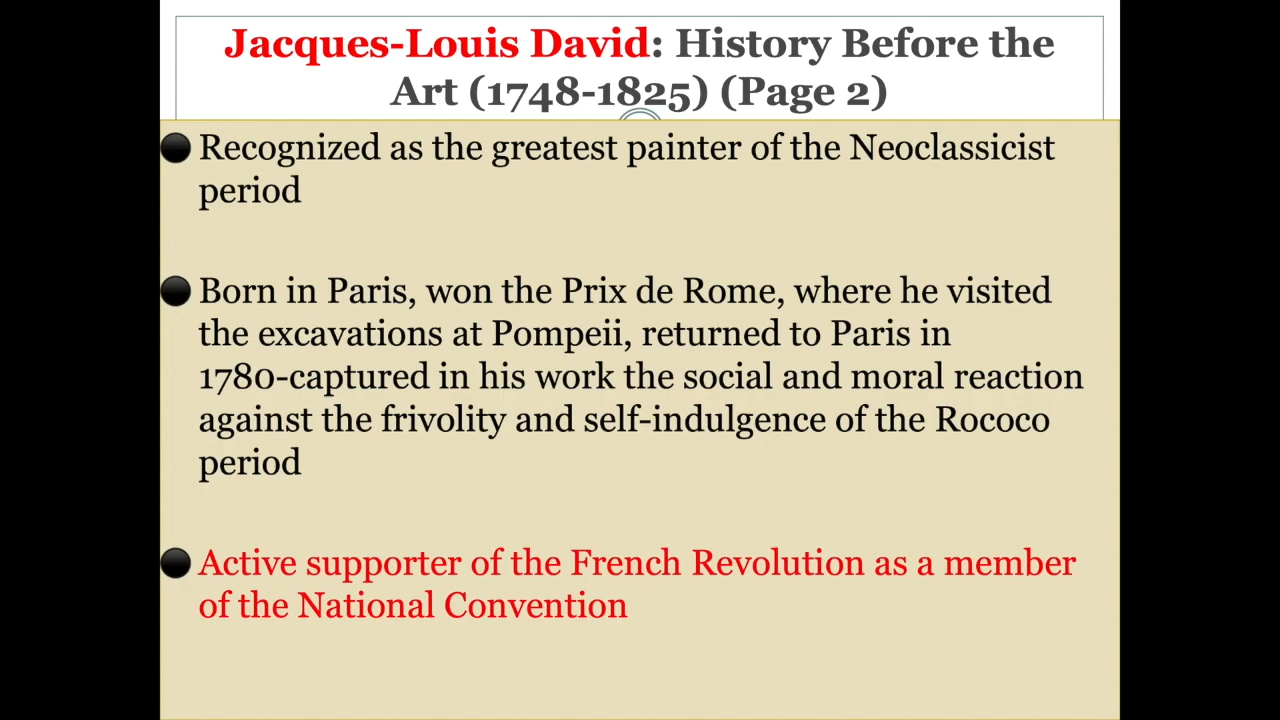 Jacques-Louis David: History Before the
Art (1748-1825) (Page 2)
Recognized as the greatest painter of the Neoclassicist
period
Born in Paris, won the Prix de Rome, where he visited
the excavations at Pompeii, returned to Paris in
1780-captured in his work the social and moral reaction
against the frivolity and self-indulgence of the Rococo
period
Active supporter of the French Revolution as a member
of the National Convention